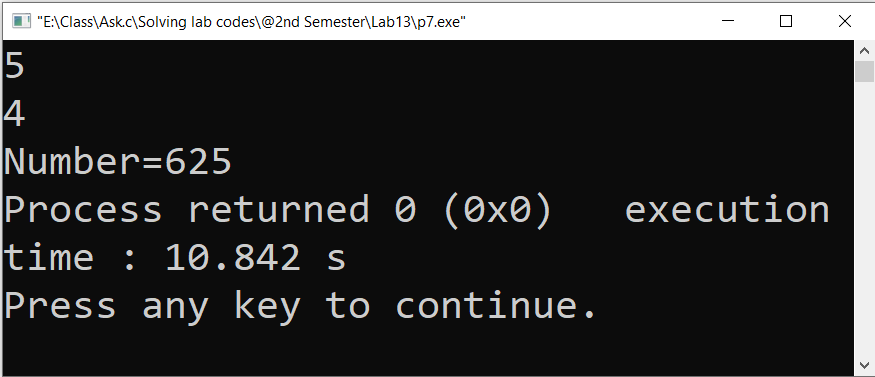 "E:\Class\Ask.c\Solving lab codes\@2nd Semester\Lab13\p7.exe"
5
4
Number=625
Process returned 0 (0x0)   execution
time : 10.842 s
Press any key to continue.